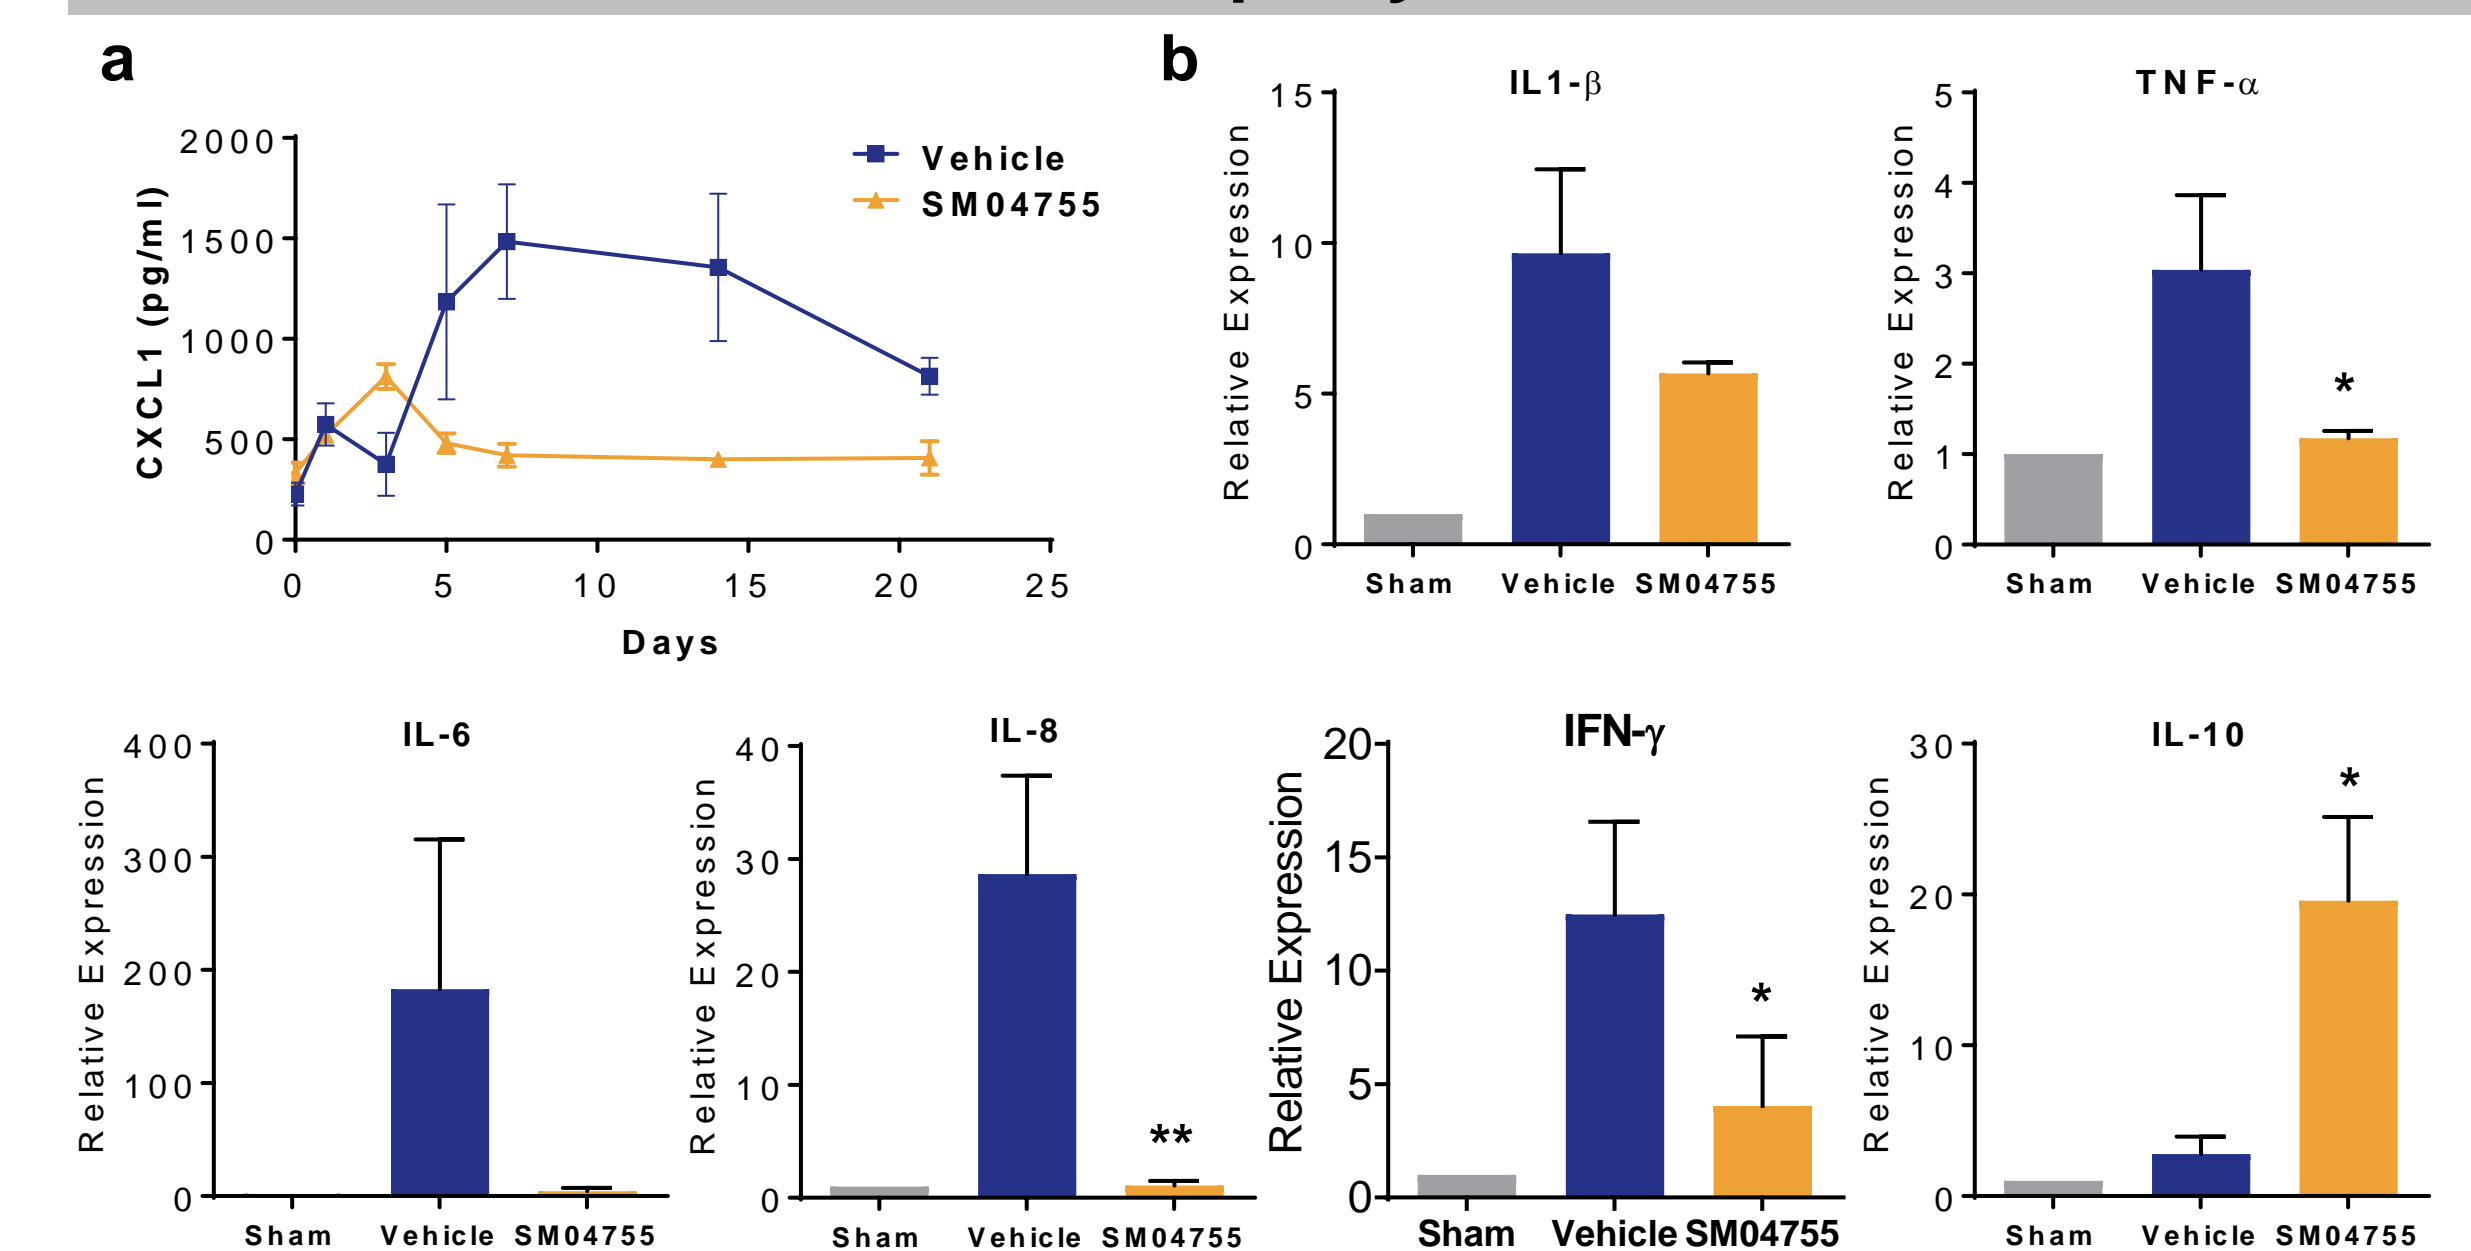 a
2000
1500
1000
500
0
CXCL1 (pg/ml)
Vehicle
SM04755
0 5 10 15 20 25
Days
b
IL1-β
15
10
5
0
Relative Expression
Sham Vehicle SM04755
TNF-α
5
4
3
2
1
0
Relative Expression
*
Sham Vehicle SM04755
IL-6
400
300
200
100
0
Relative Expression
Sham Vehicle SM04755
IL-8
40
30
20
10
0
Relative Expression
**
Sham Vehicle SM04755
IFN-γ
20
15
10
5
0
Relative Expression
*
Sham Vehicle SM04755
IL-10
30
20
10
0
Relative Expression
*
Sham Vehicle SM04755